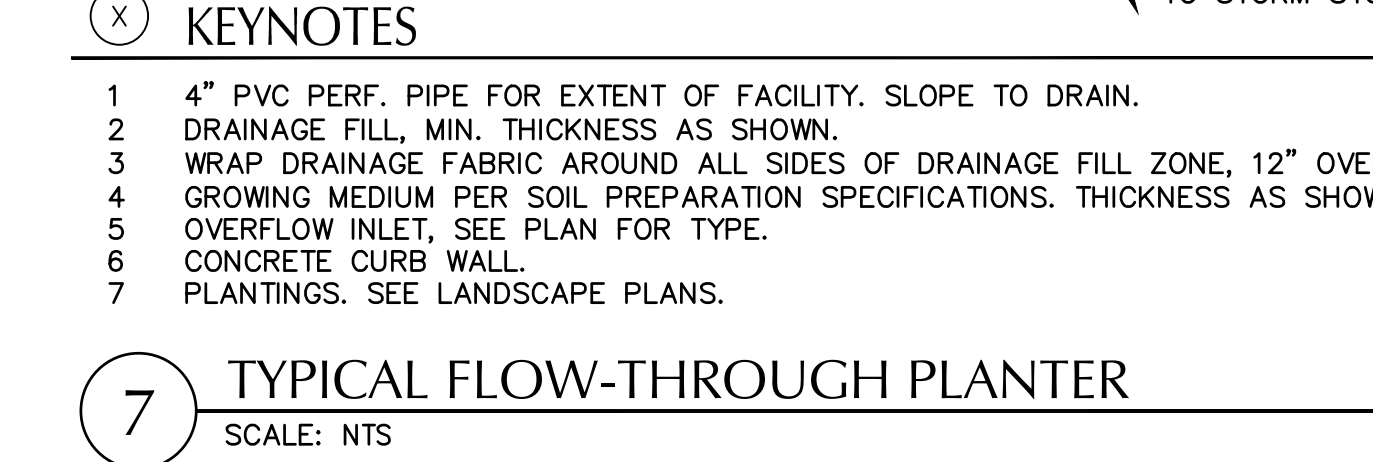 TO STORM
X KEYNOTES
1 4” PVC PERF. PIPE FOR EXTENT OF FACILITY. SLOPE TO DRAIN.
2 DRAINAGE FILL, MIN. THICKNESS AS SHOWN.
3 WRAP DRAINAGE FABRIC AROUND ALL SIDES OF DRAINAGE FILL ZONE, 12”
4 GROWING MEDIUM PER SOIL PREPARATION SPECIFICATIONS. THICKNESS AS
5 OVERFLOW INLET, SEE PLAN FOR TYPE.
6 CONCRETE CURB WALL.
7 PLANTINGS. SEE LANDSCAPE PLANS.
7 TYPICAL FLOW-THROUGH PLANTER
SCALE: NTS